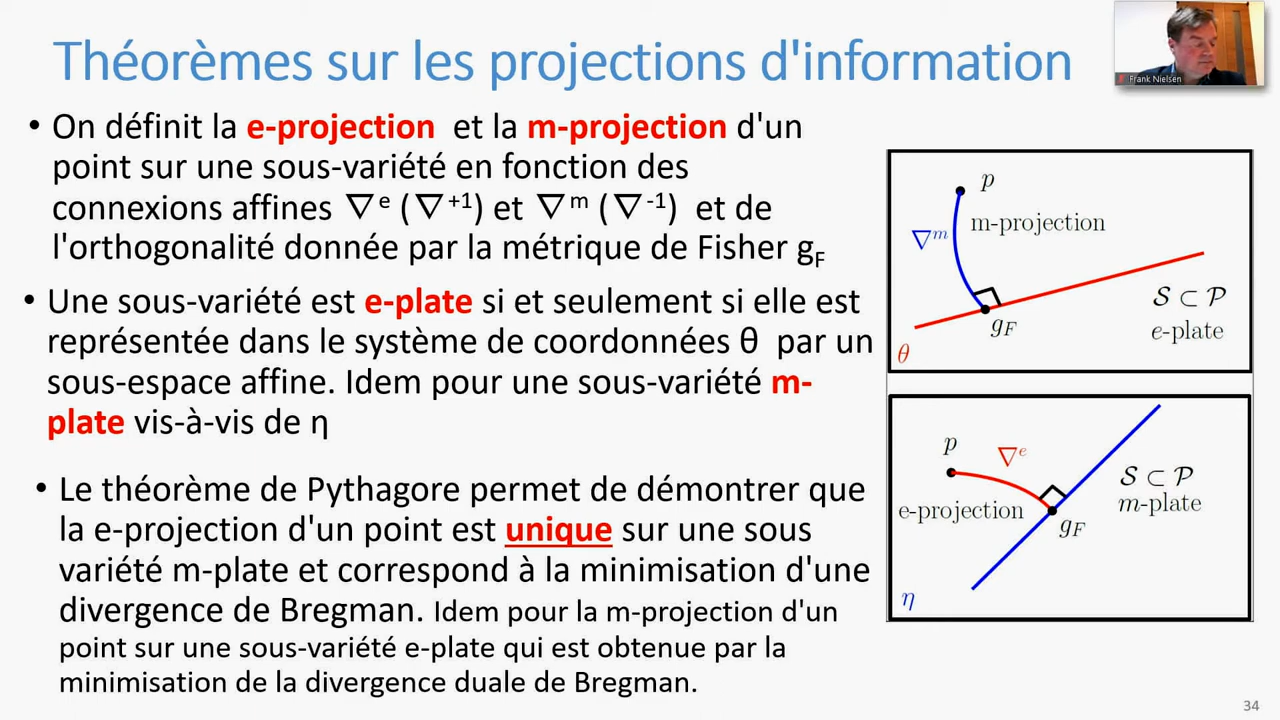 Théorèmes sur les projections d'information
Frank Nielsen
• On définit la e-projection et la m-projection d'un
point sur une sous-variété en fonction des
connexions affines ∇ᵉ (∇⁺¹) et ∇ᵐ (∇⁻¹) et de
l'orthogonalité donnée par la métrique de Fisher g_F
• Une sous-variété est e-plate si et seulement si elle est
représentée dans le système de coordonnées θ par un
sous-espace affine. Idem pour une sous-variété m-
plate vis-à-vis de η
• Le théorème de Pythagore permet de démontrer que
la e-projection d'un point est unique sur une sous
variété m-plate et correspond à la minimisation d'une
divergence de Bregman. Idem pour la m-projection d'un
point sur une sous-variété e-plate qui est obtenue par la
minimisation de la divergence duale de Bregman.
p
m-projection
∇ᵐ
S ⊂ P
g_F
e-plate
θ
p
∇ᵉ
S ⊂ P
m-plate
e-projection
g_F
η
34